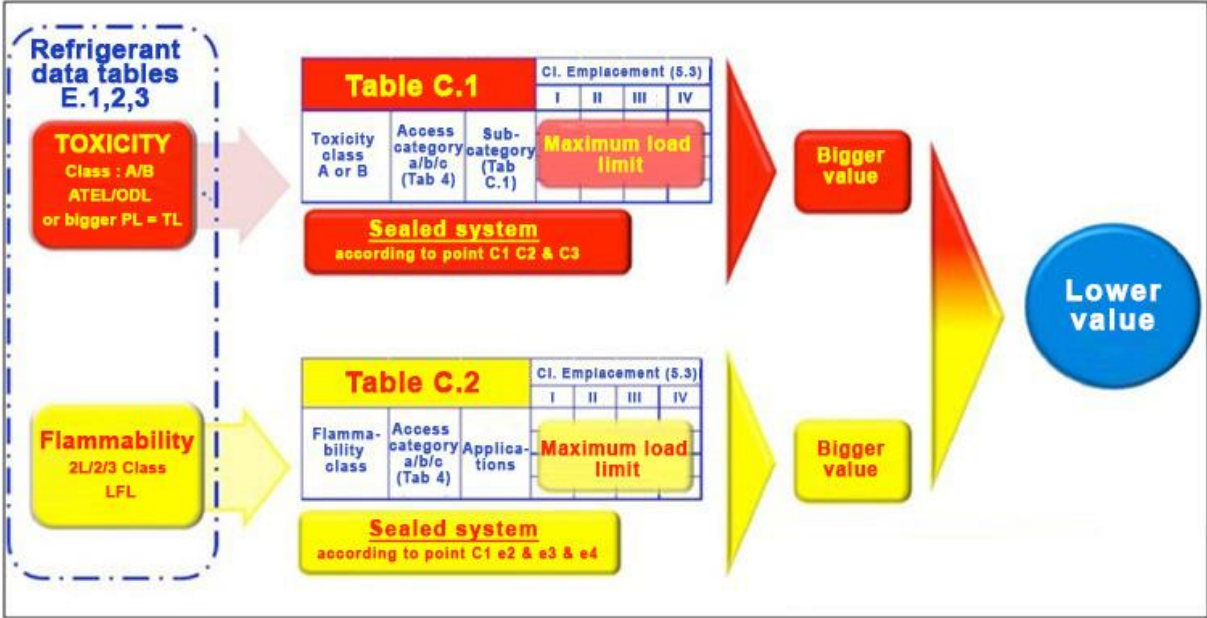 Refrigerant
data tables
E.1,2,3
TOXICITY
Class : A/B
ATEL/ODL
or bigger PL = TL
Flammability
2L/2/3 Class
LFL
Table C.1
Cl. Emplacement (5.3)
I II III IV
Toxicity
class
A or B
Access
category
a/b/c
(Tab 4)
Sub-
category
(Tab
C.1)
Maximum load
limit
Sealed system
according to point C1 C2 & C3
Bigger
value
Table C.2
Cl. Emplacement (5.3)
I II III IV
Flamma-
bility
class
Access
category
a/b/c
(Tab 4)
Applica-
tions
Maximum load
limit
Sealed system
according to point C1 e2 & e3 & e4
Bigger
value
Lower
value